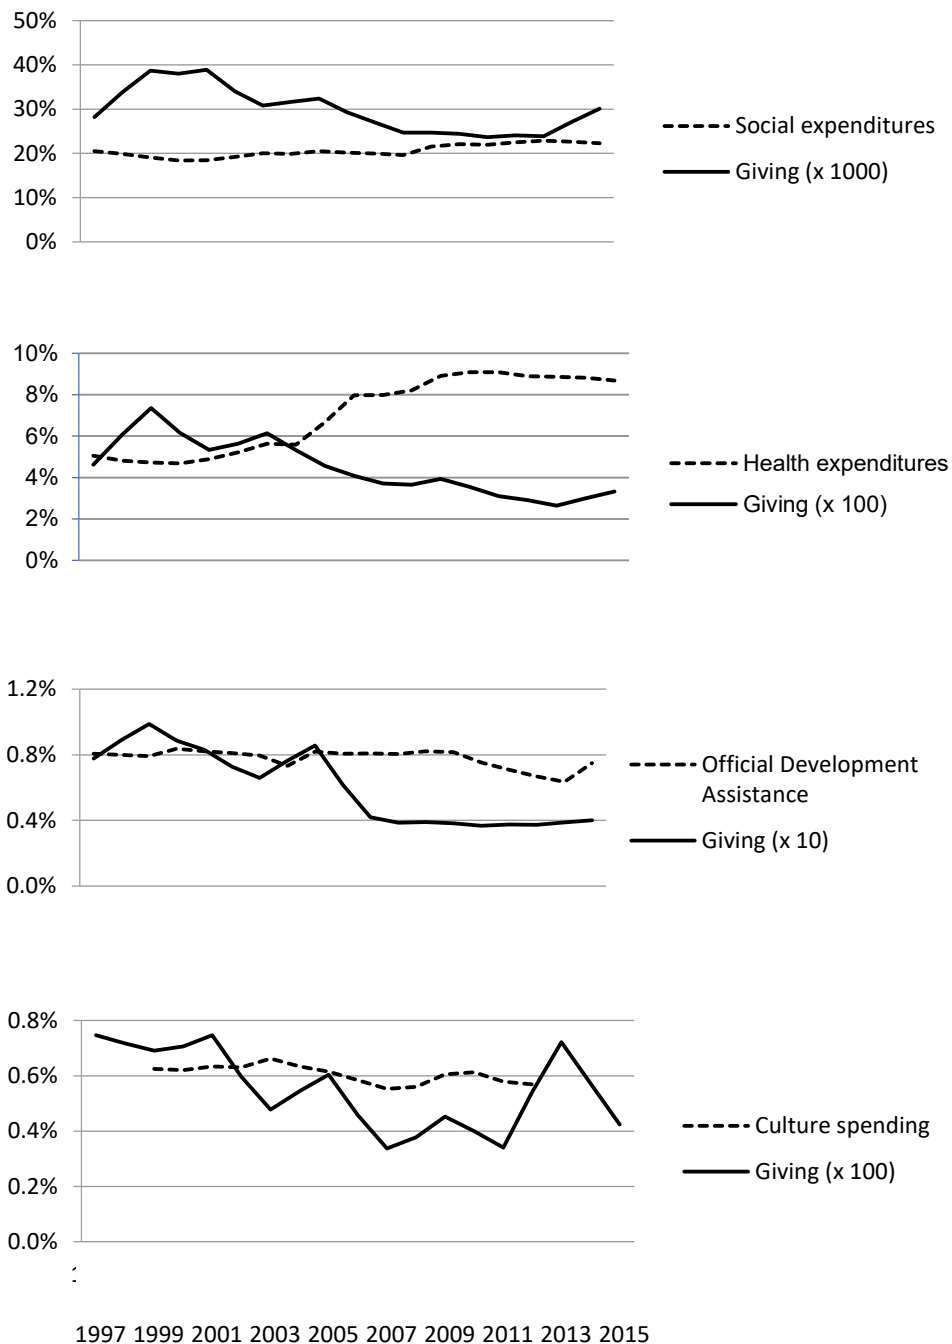 50%
40%
30%
20%
10%
0%
Social expenditures
Giving (x 1000)
10%
8%
6%
4%
2%
0%
Health expenditures
Giving (x 100)
1.2%
0.8%
0.4%
0.0%
Official Development
Assistance
Giving (x 10)
0.8%
0.6%
0.4%
0.2%
0.0%
Culture spending
Giving (x 100)
1997 1999 2001 2003 2005 2007 2009 2011 2013 2015